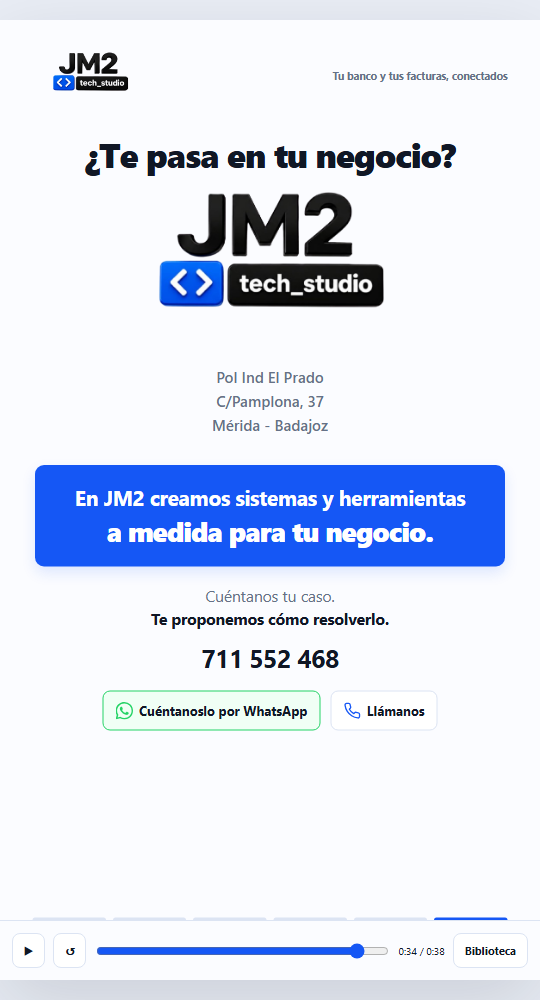 JM2
<> tech_studio
Tu banco y tus facturas, conectados
¿Te pasa en tu negocio?
JM2
<> tech_studio
Pol Ind El Prado
C/Pamplona, 37
Mérida - Badajoz
En JM2 creamos sistemas y herramientas
a medida para tu negocio.
Cuéntanos tu caso.
Te proponemos cómo resolverlo.
711 552 468
Cuéntanoslo por WhatsApp
Llámanos
0:34 / 0:38
Biblioteca